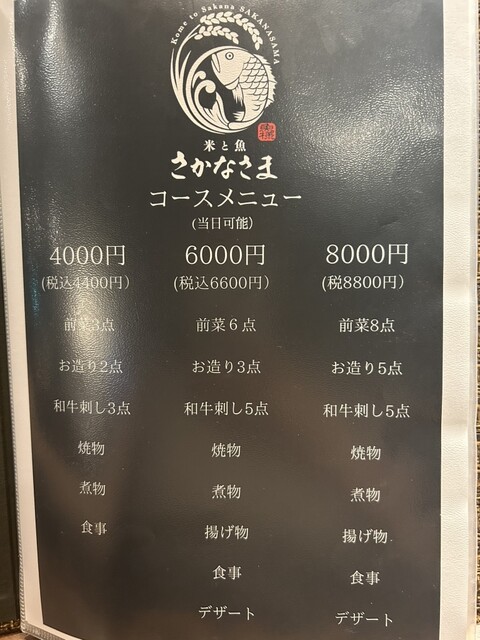 Kome to Sakana SAKANASAMA
米と魚
さかなさま
コースメニュー
(当日可能)
4000円
(税込4400円)
前菜3点
お造り2点
和牛刺し3点
焼物
煮物
食事
6000円
(税込6600円)
前菜６点
お造り3点
和牛刺し5点
焼物
煮物
揚げ物
食事
デザート
8000円
(税8800円)
前菜8点
お造り5点
和牛刺し5点
焼物
煮物
揚げ物
食事
デザート